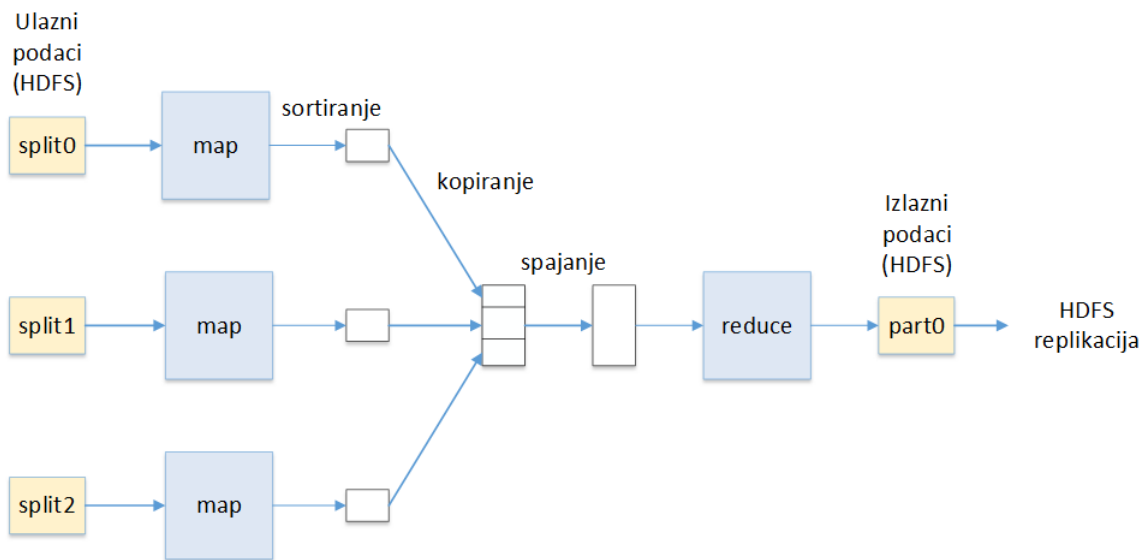 Ulazni
podaci
(HDFS)
split0
map
sortiranje
kopiranje
split1
map
spajanje
reduce
Izlazni
podaci
(HDFS)
part0
HDFS
replikacija
split2
map